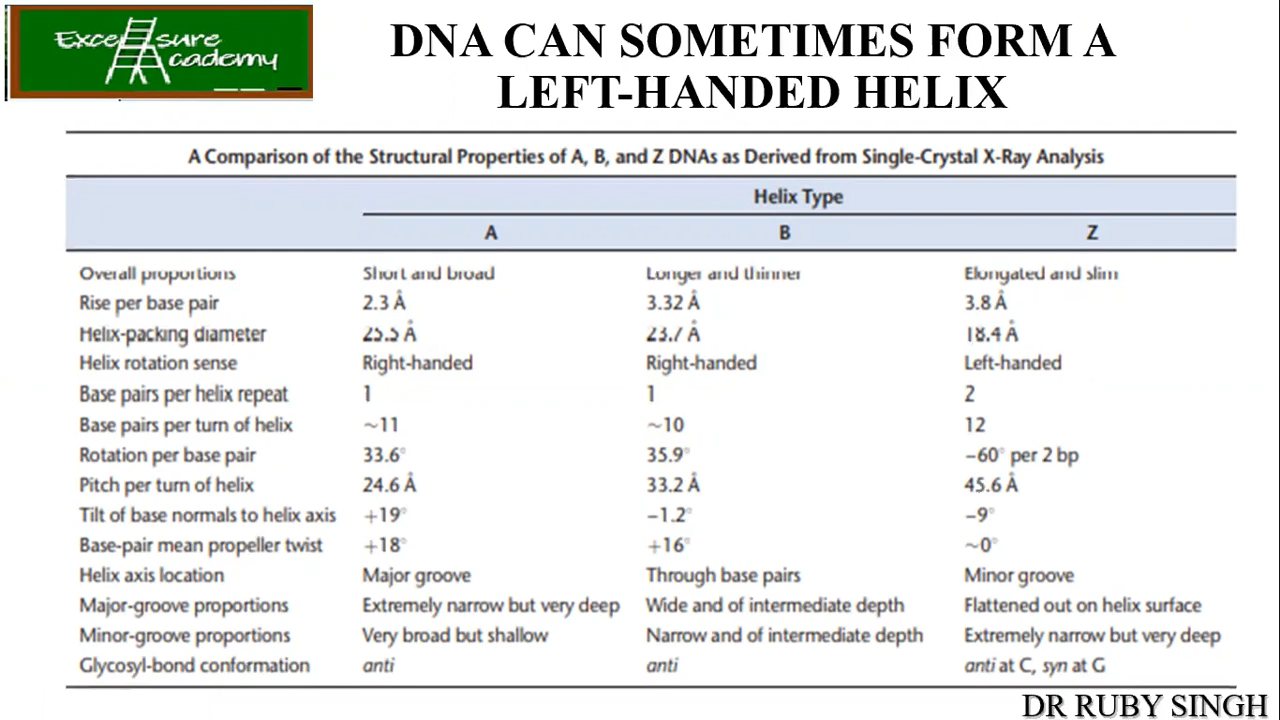 Excel sure
Academy
DNA CAN SOMETIMES FORM A
LEFT-HANDED HELIX
A Comparison of the Structural Properties of A, B, and Z DNAs as Derived from Single-Crystal X-Ray Analysis
Helix Type
A B Z
Overall proportions Short and broad Longer and thinner Elongated and slim
Rise per base pair 2.3 Å 3.32 Å 3.8 Å
Helix-packing diameter 25.5 Å 23.7 Å 18.4 Å
Helix rotation sense Right-handed Right-handed Left-handed
Base pairs per helix repeat 1 1 2
Base pairs per turn of helix ~11 ~10 12
Rotation per base pair 33.6° 35.9° −60° per 2 bp
Pitch per turn of helix 24.6 Å 33.2 Å 45.6 Å
Tilt of base normals to helix axis +19° −1.2° −9°
Base-pair mean propeller twist +18° +16° ~0°
Helix axis location Major groove Through base pairs Minor groove
Major-groove proportions Extremely narrow but very deep Wide and of intermediate depth Flattened out on helix surface
Minor-groove proportions Very broad but shallow Narrow and of intermediate depth Extremely narrow but very deep
Glycosyl-bond conformation anti anti anti at C, syn at G
DR RUBY SINGH